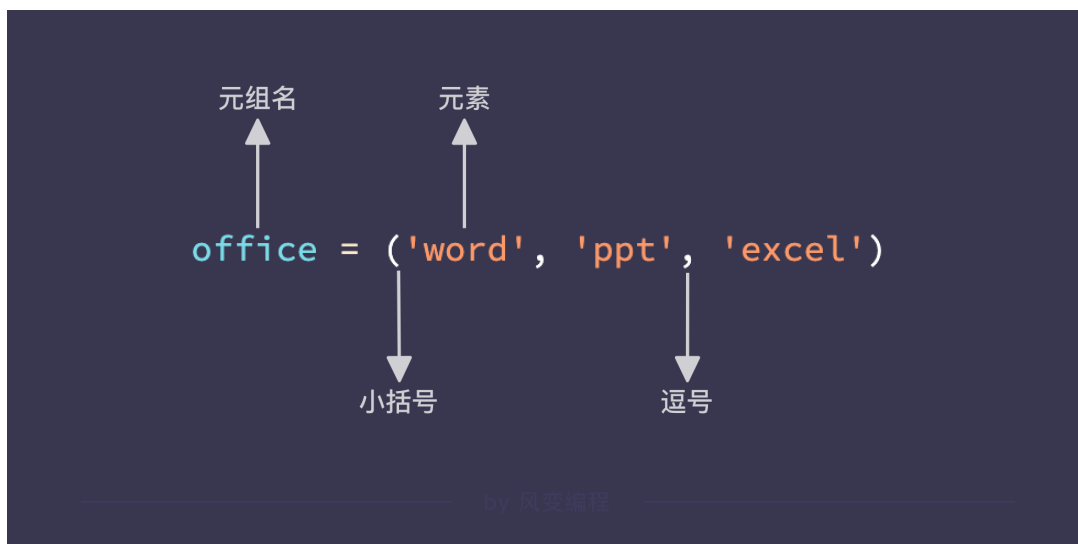 元组名 元素
office = ('word', 'ppt', 'excel')
小括号 逗号
by 风变编程